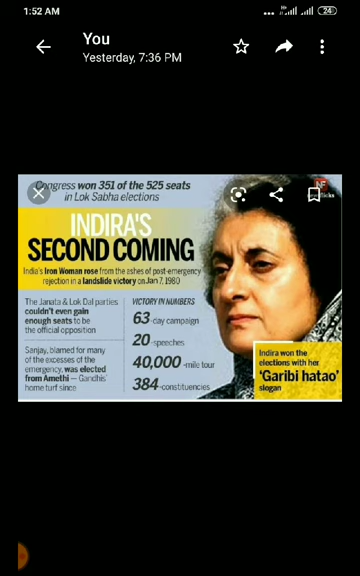 1:52 AM
24
You
Yesterday, 7:36 PM
Congress won 351 of the 525 seats
in Lok Sabha elections
INDIRA'S
SECOND COMING
India's Iron Woman rose from the ashes of post-emergency
rejection in a landslide victory on Jan 7, 1980
The Janata & Lok Dal parties
couldn't even gain
enough seats to be
the official opposition
Sanjay, blamed for many
of the excesses of the
emergency, was elected
from Amethi — Gandhis'
home turf since
VICTORY IN NUMBERS
63-day campaign
20-speeches
40,000-mile tour
384-constituencies
Indira won the
elections with her
'Garibi hatao'
slogan